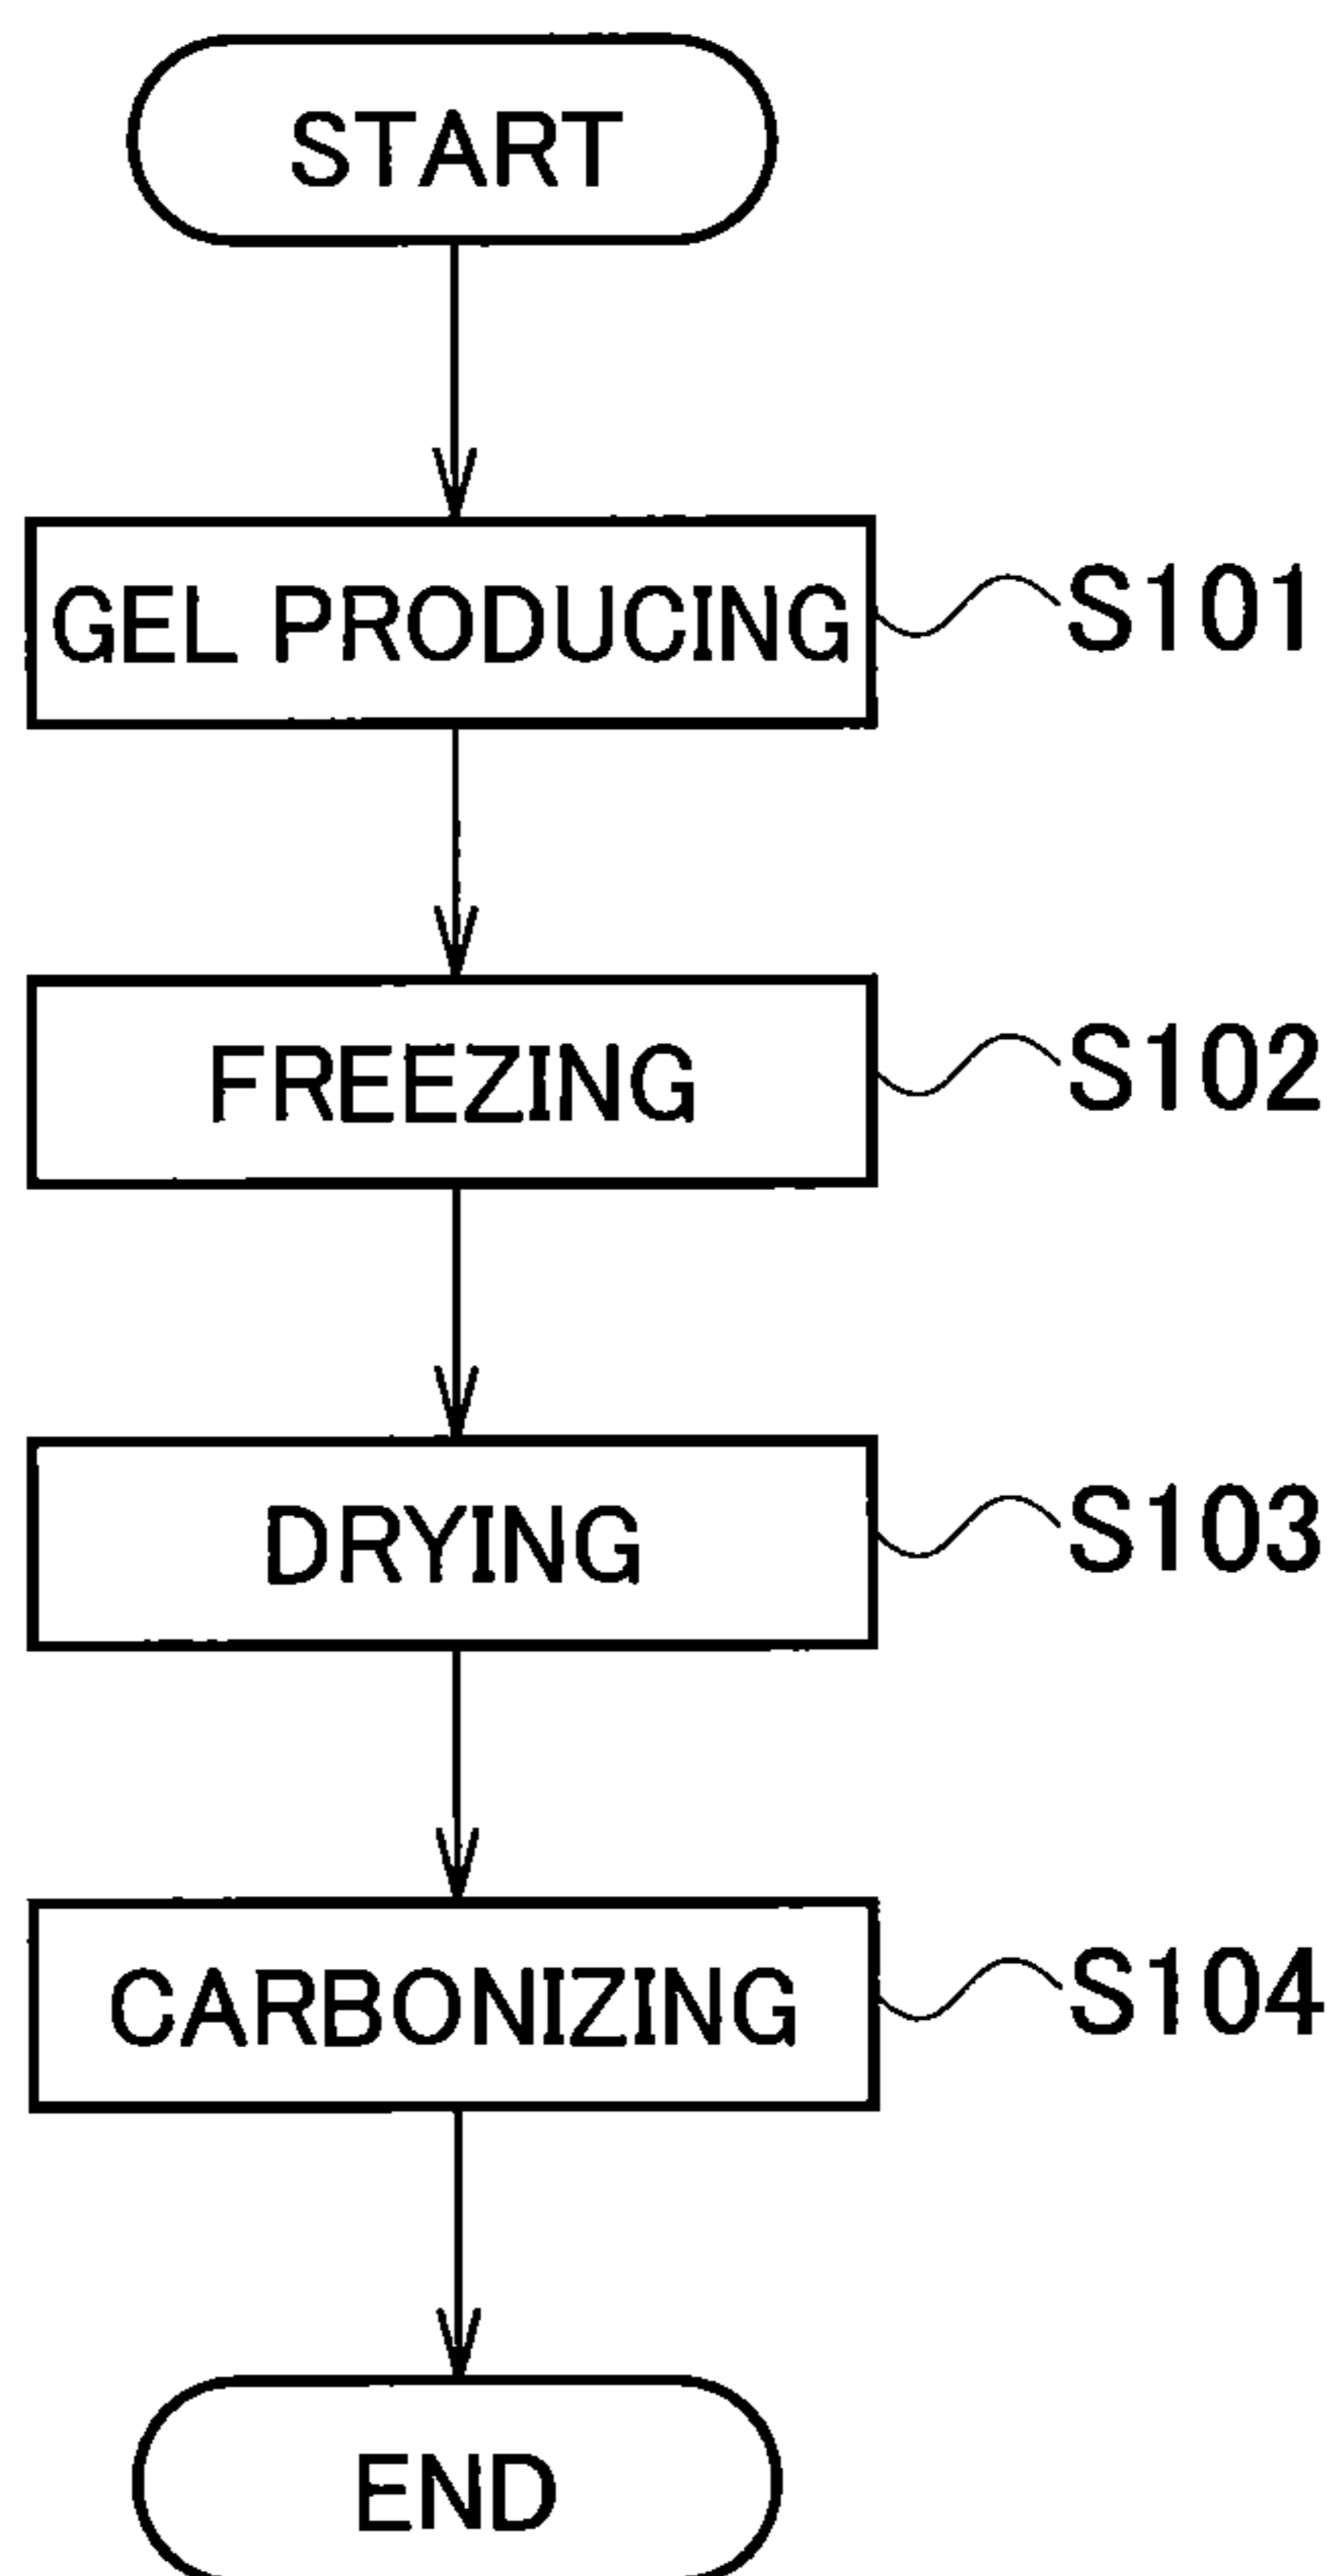 START
GEL PRODUCING S101
FREEZING S102
DRYING S103
CARBONIZING S104
END